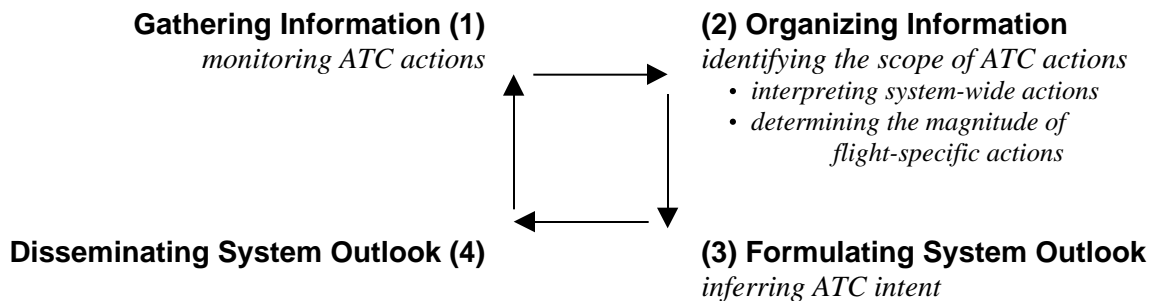 Gathering Information (1)
monitoring ATC actions
(2) Organizing Information
identifying the scope of ATC actions
• interpreting system-wide actions
• determining the magnitude of
flight-specific actions
Disseminating System Outlook (4)
(3) Formulating System Outlook
inferring ATC intent